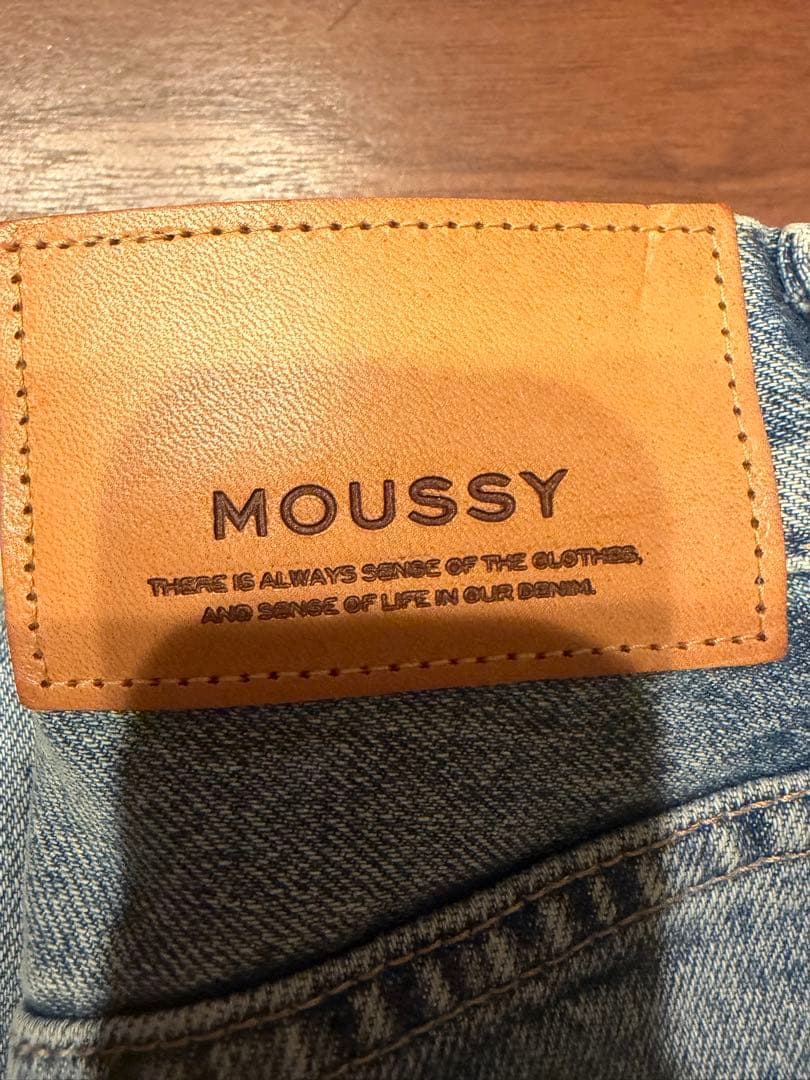 MOUSSY
THERE IS ALWAYS SENSE OF THE CLOTHES,
AND SENSE OF LIFE IN OUR DENIM.